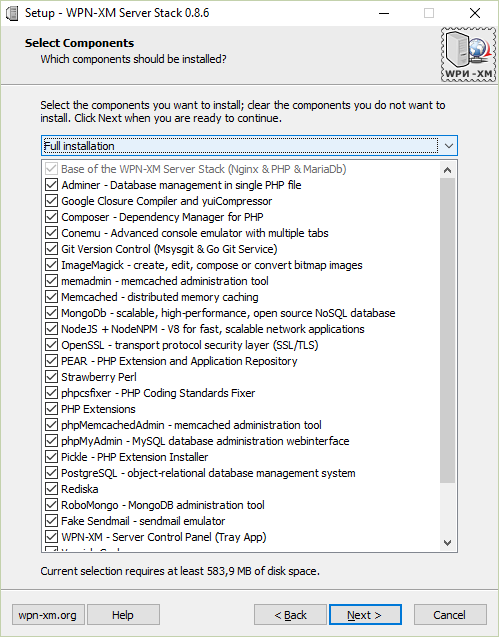 Setup - WPN-XM Server Stack 0.8.6
Select Components
Which components should be installed?
WPИ-XM
Select the components you want to install; clear the components you do not want to
install. Click Next when you are ready to continue.
Full installation
Base of the WPN-XM Server Stack (Nginx & PHP & MariaDb)
Adminer - Database management in single PHP file
Google Closure Compiler and yuiCompressor
Composer - Dependency Manager for PHP
Conemu - Advanced console emulator with multiple tabs
Git Version Control (Msysgit & Go Git Service)
ImageMagick - create, edit, compose or convert bitmap images
memadmin - memcached administration tool
Memcached - distributed memory caching
MongoDb - scalable, high-performance, open source NoSQL database
NodeJS + NodeNPM - V8 for fast, scalable network applications
OpenSSL - transport protocol security layer (SSL/TLS)
PEAR - PHP Extension and Application Repository
Strawberry Perl
phpcsfixer - PHP Coding Standards Fixer
PHP Extensions
phpMemcachedAdmin - memcached administration tool
phpMyAdmin - MySQL database administration webinterface
Pickle - PHP Extension Installer
PostgreSQL - object-relational database management system
Rediska
RoboMongo - MongoDB administration tool
Fake Sendmail - sendmail emulator
WPN-XM - Server Control Panel (Tray App)
Current selection requires at least 583,9 MB of disk space.
wpn-xm.org
Help
< Back
Next >
Cancel